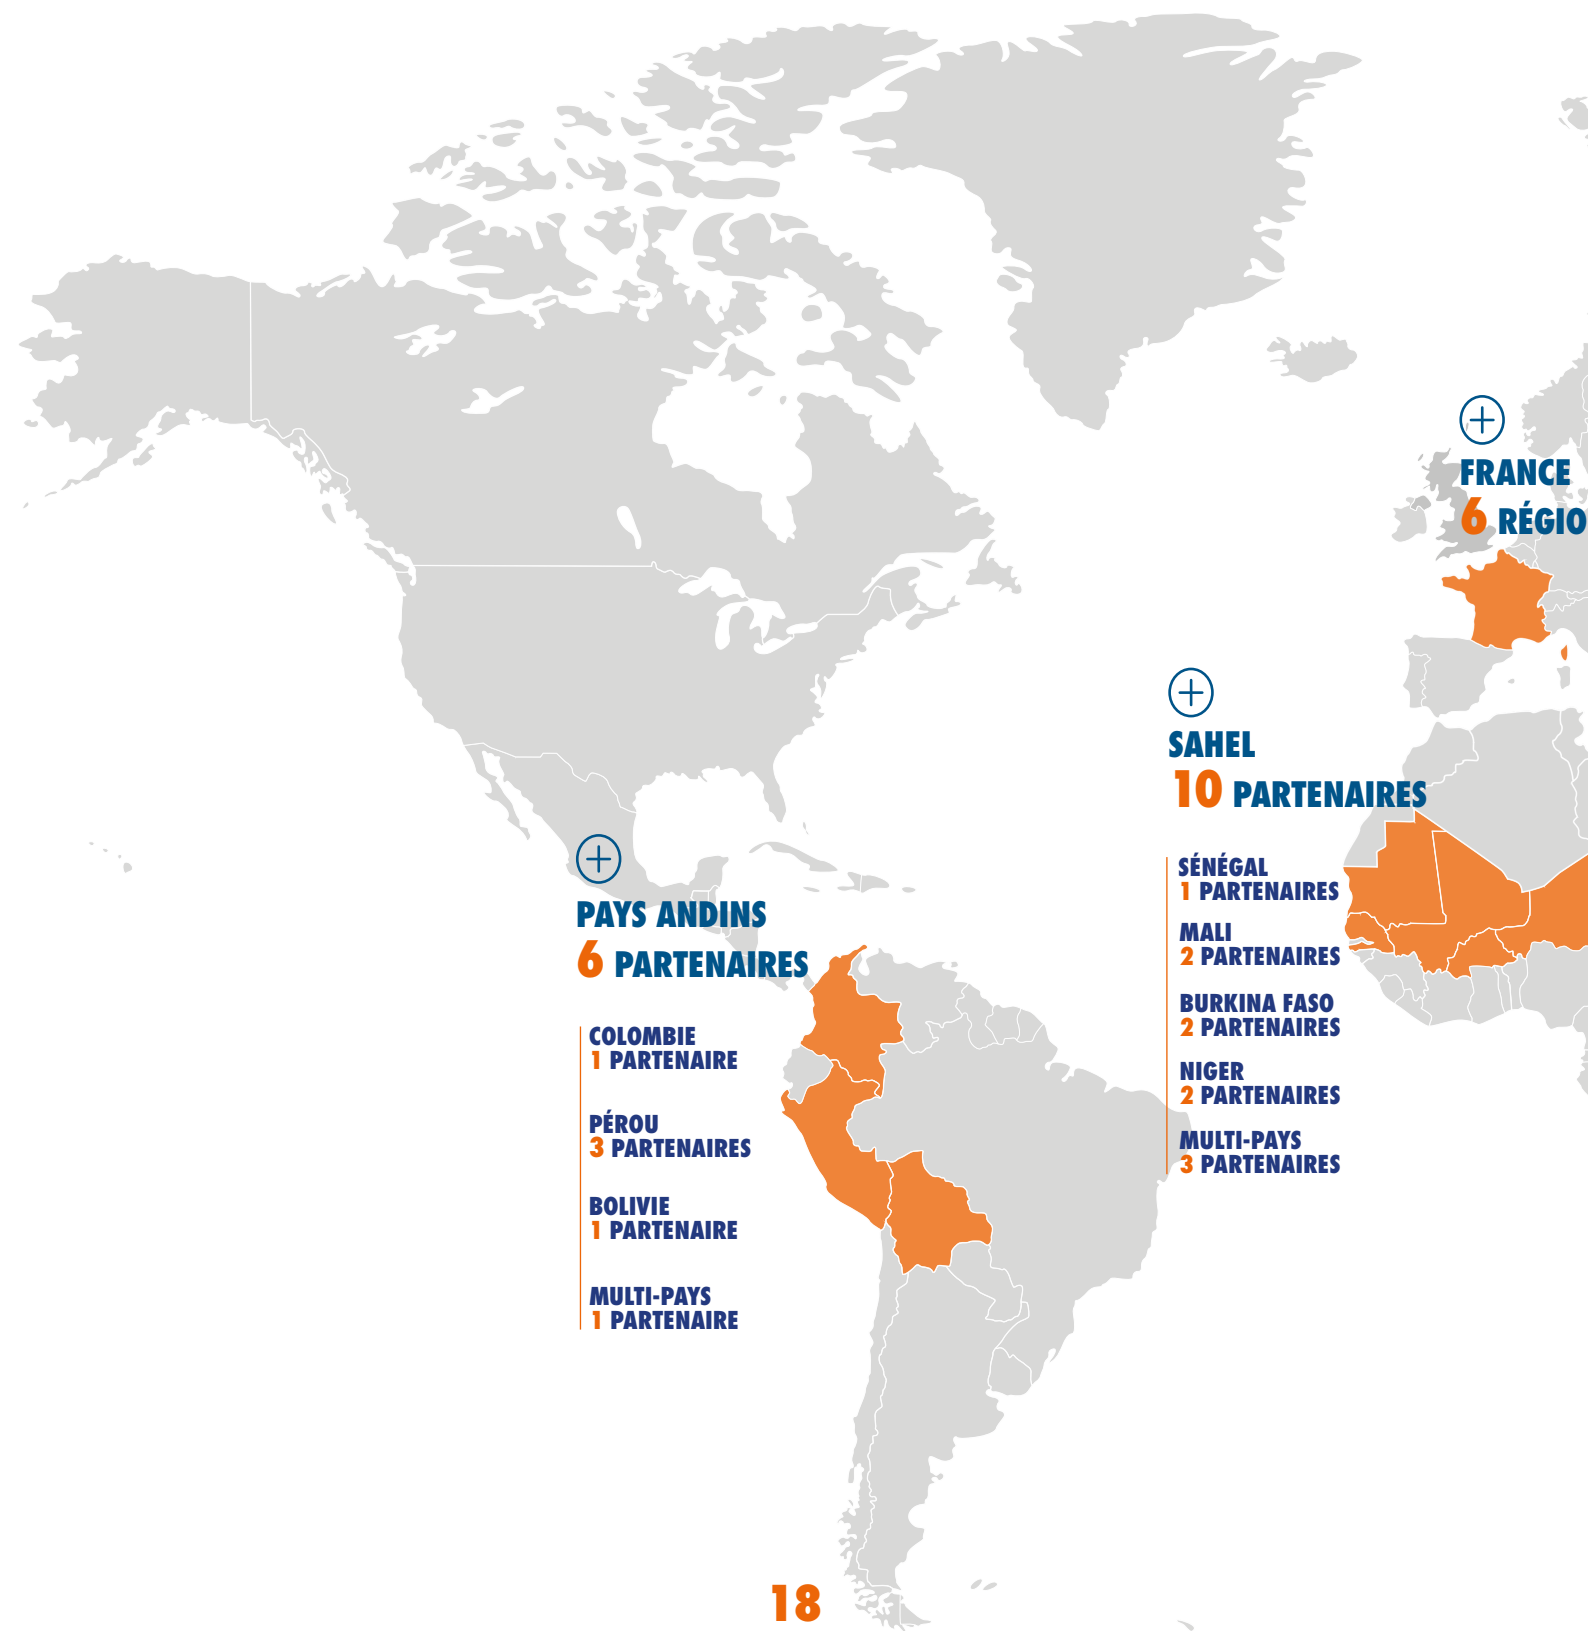 FRANCE
6 RÉGIO
SAHEL
10 PARTENAIRES
SÉNÉGAL
1 PARTENAIRES
MALI
2 PARTENAIRES
BURKINA FASO
2 PARTENAIRES
NIGER
2 PARTENAIRES
MULTI-PAYS
3 PARTENAIRES
PAYS ANDINS
6 PARTENAIRES
COLOMBIE
1 PARTENAIRE
PÉROU
3 PARTENAIRES
BOLIVIE
1 PARTENAIRE
MULTI-PAYS
1 PARTENAIRE
18